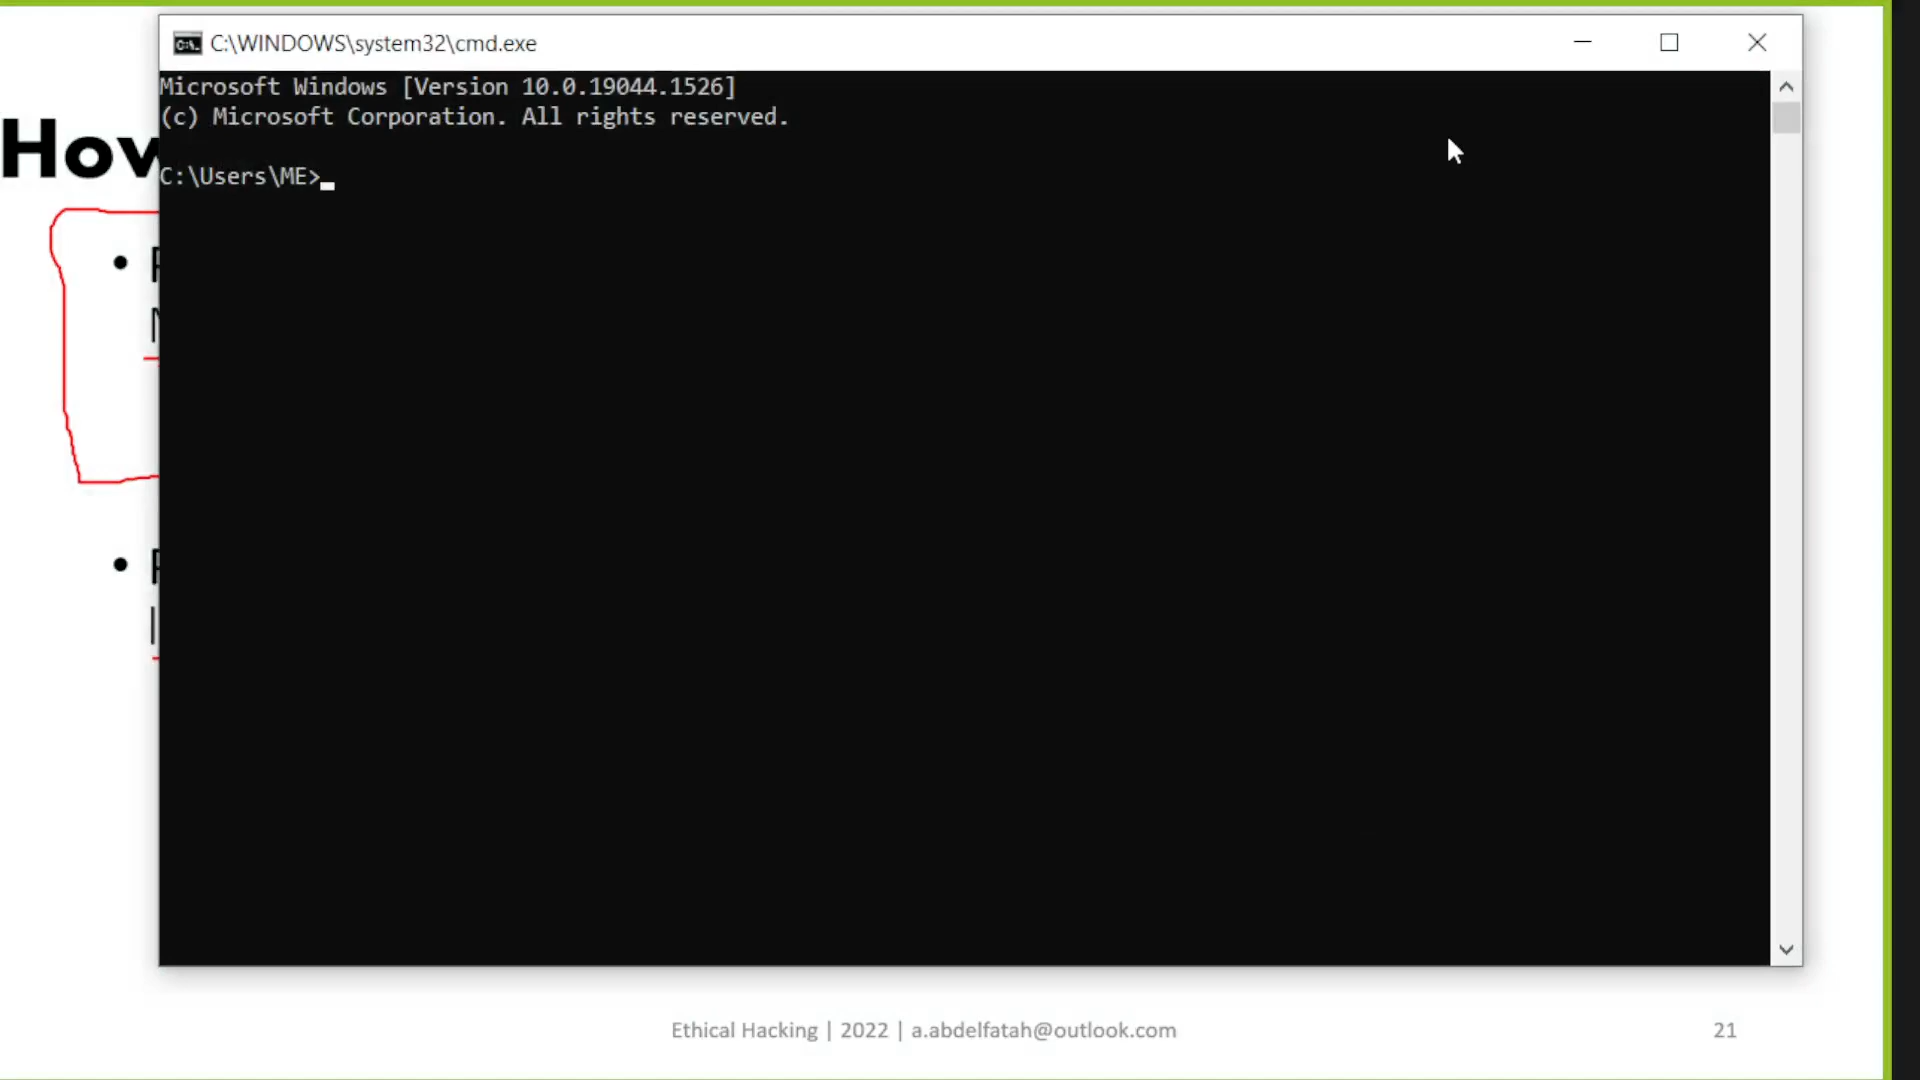 C:\WINDOWS\system32\cmd.exe
Microsoft Windows [Version 10.0.19044.1526]
(c) Microsoft Corporation. All rights reserved.
C:\Users\ME>
Ethical Hacking | 2022 | a.abdelfatah@outlook.com
21